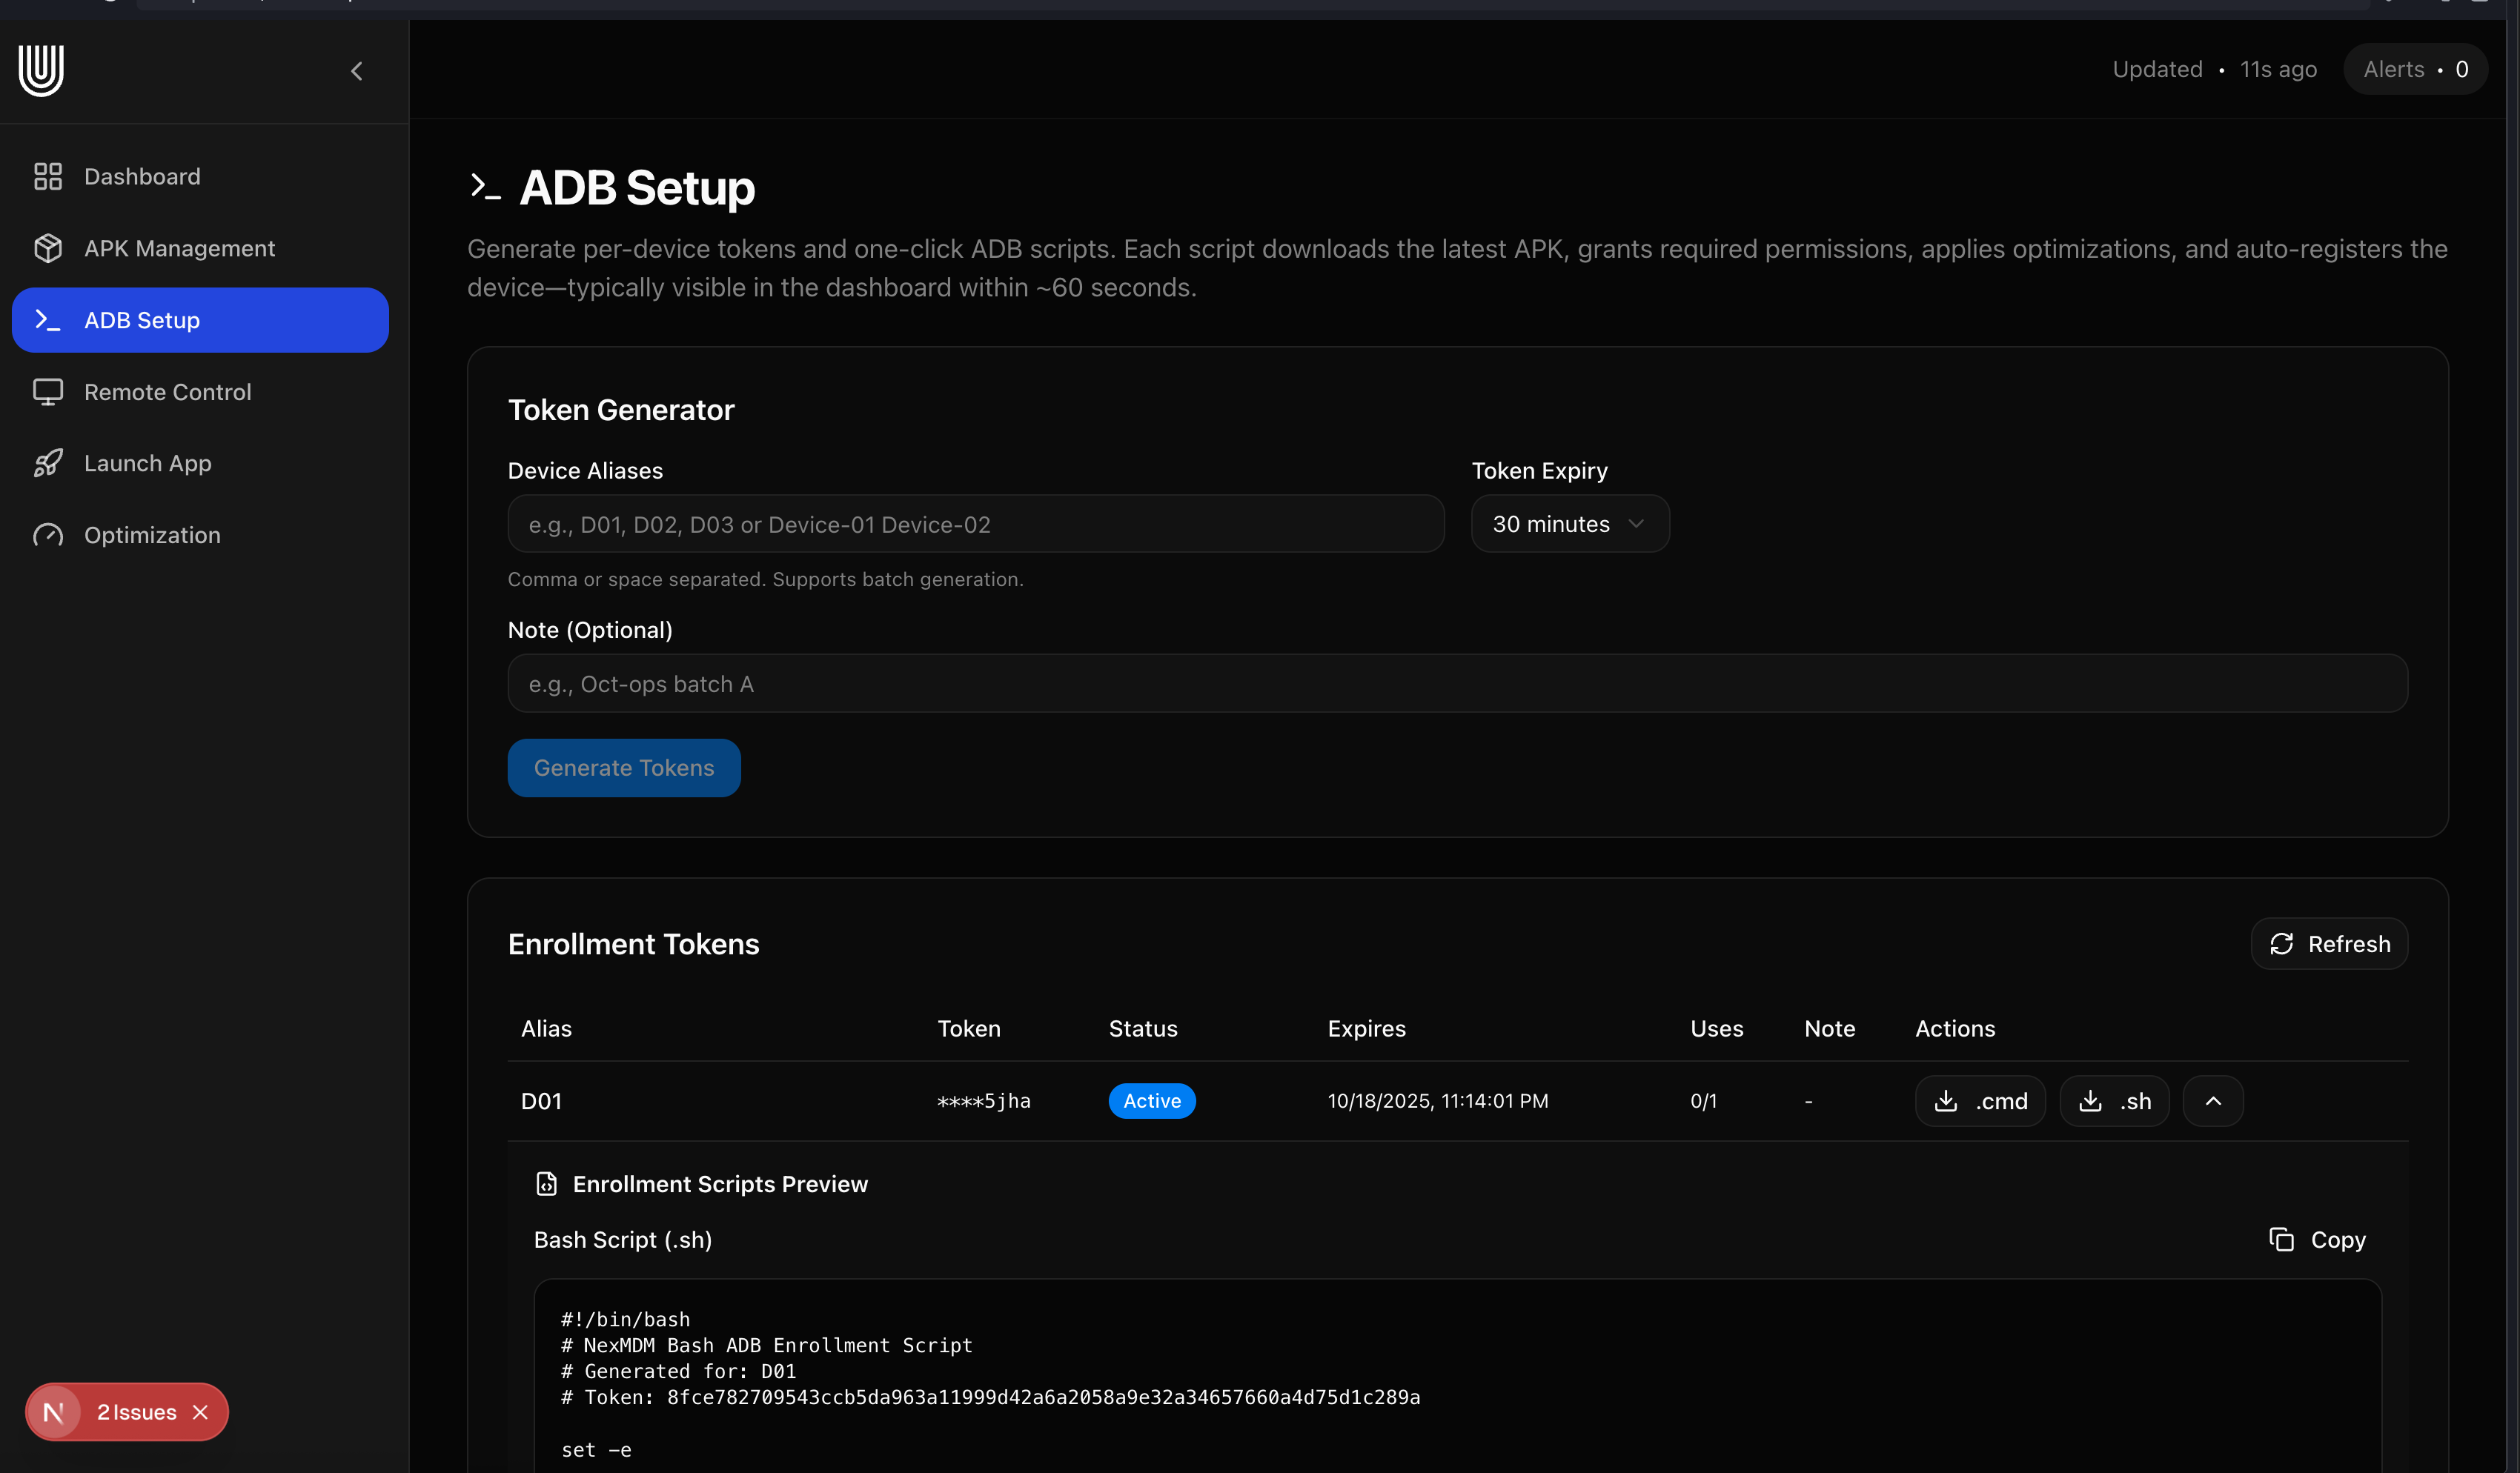 Updated • 11s ago
Alerts • 0
Dashboard
APK Management
ADB Setup
Remote Control
Launch App
Optimization
ADB Setup
Generate per-device tokens and one-click ADB scripts. Each script downloads the latest APK, grants required permissions, applies optimizations, and auto-registers the
device—typically visible in the dashboard within ~60 seconds.
Token Generator
Device Aliases
Token Expiry
e.g., D01, D02, D03 or Device-01 Device-02
30 minutes
Comma or space separated. Supports batch generation.
Note (Optional)
e.g., Oct-ops batch A
Generate Tokens
Enrollment Tokens
Refresh
Alias Token Status Expires Uses Note Actions
D01 ****5jha Active 10/18/2025, 11:14:01 PM 0/1 - .cmd .sh
Enrollment Scripts Preview
Bash Script (.sh)
Copy
#!/bin/bash
# NexMDM Bash ADB Enrollment Script
# Generated for: D01
# Token: 8fce782709543ccb5da963a11999d42a6a2058a9e32a34657660a4d75d1c289a
set -e
N 2 Issues